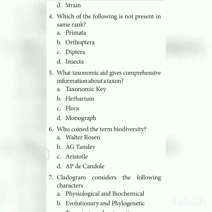 d. Strain
4. Which of the following is not present in
same rank?
a. Primata
b. Orthoptera
c. Diptera
d. Insecta
5. What taxonomic aid gives comprehensive
information about a taxon?
a. Taxonomic Key
b. Herbarium
c. Flora
d. Monograph
6. Who coined the term biodiversity?
a. Walter Rosen
b. AG Tansley
c. Aristotle
d. AP de Candole
7. Cladogram considers the following
characters
a. Physiological and Biochemical
b. Evolutionary and Phylogenetic